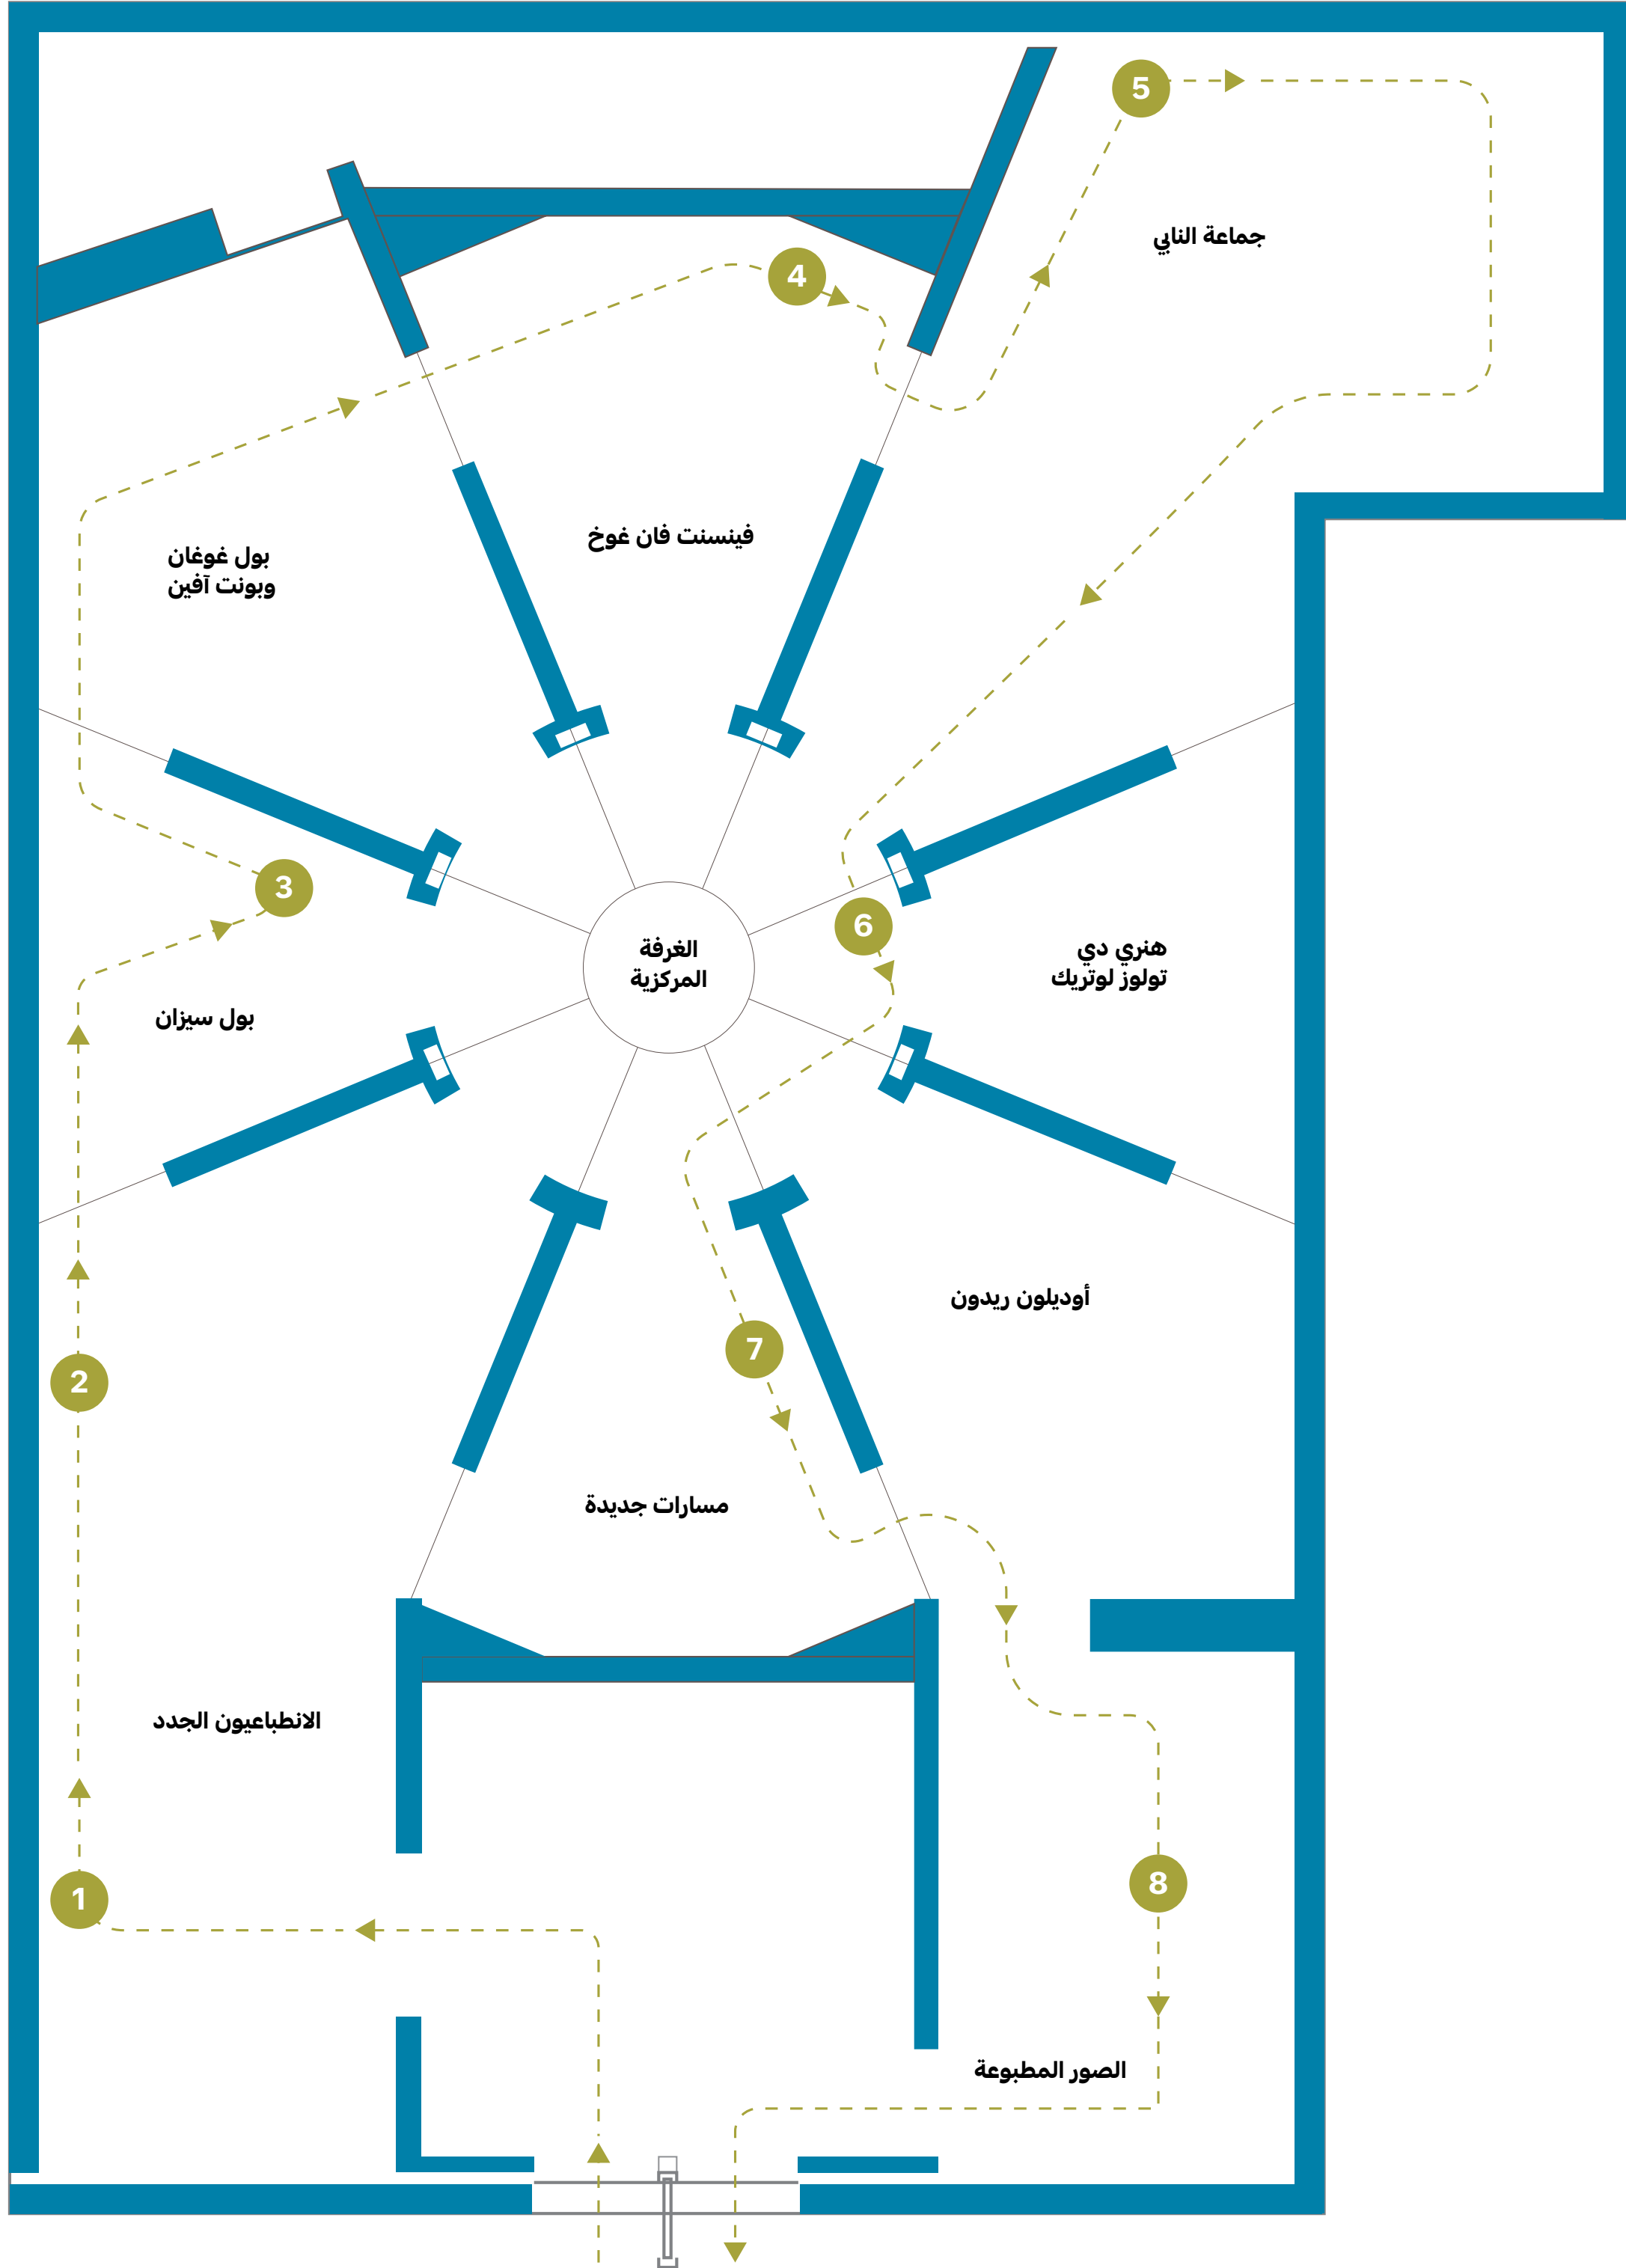 5
جماعة النابي
4
فينسنت فان غوخ
بول غوغان
وبونت آفين
3
6
الغرفة
المركزية
هنري دي
تولوز لوتريك
بول سيزان
أوديلون ريدون
7
2
مسارات جديدة
الانطباعيون الجدد
8
1
الصور المطبوعة